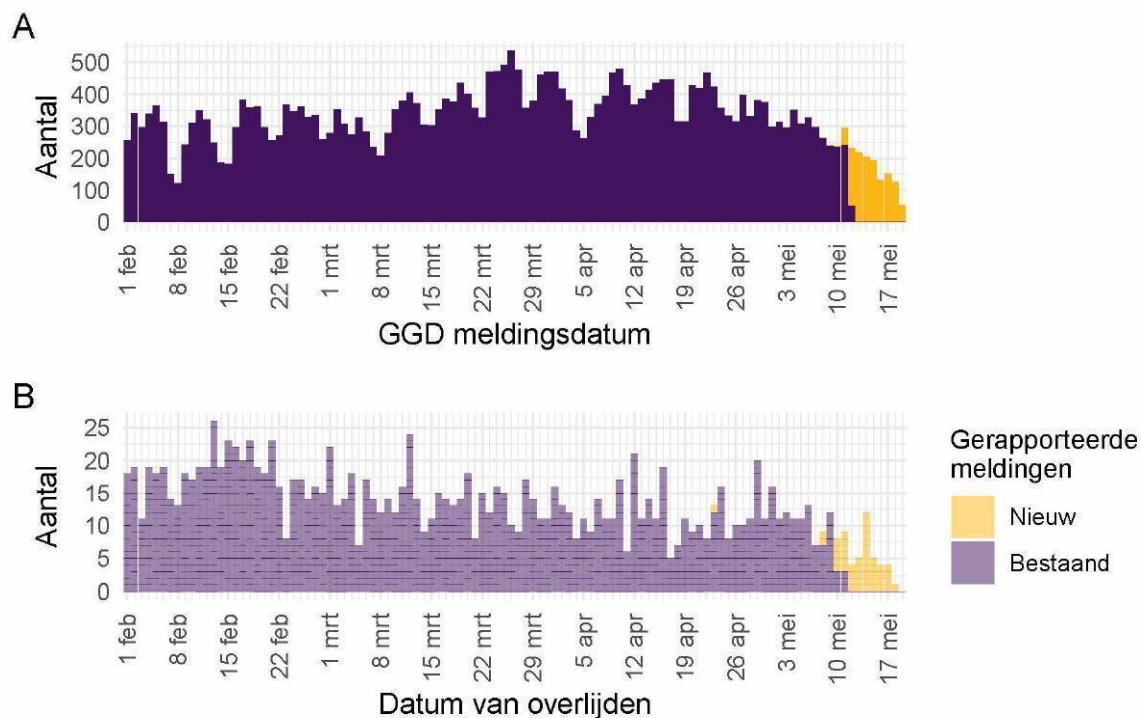 A
Aantal
500
400
300
200
100
0
1 feb
8 feb
15 feb
22 feb
1 mrt
8 mrt
15 mrt
22 mrt
29 mrt
5 apr
12 apr
19 apr
26 apr
3 mei
10 mei
17 mei
GGD meldingsdatum
B
Aantal
25
20
15
10
5
0
1 feb
8 feb
15 feb
22 feb
1 mrt
8 mrt
15 mrt
22 mrt
29 mrt
5 apr
12 apr
19 apr
26 apr
3 mei
10 mei
17 mei
Datum van overlijden
Gerapporteerde
meldingen
Nieuw
Bestaand